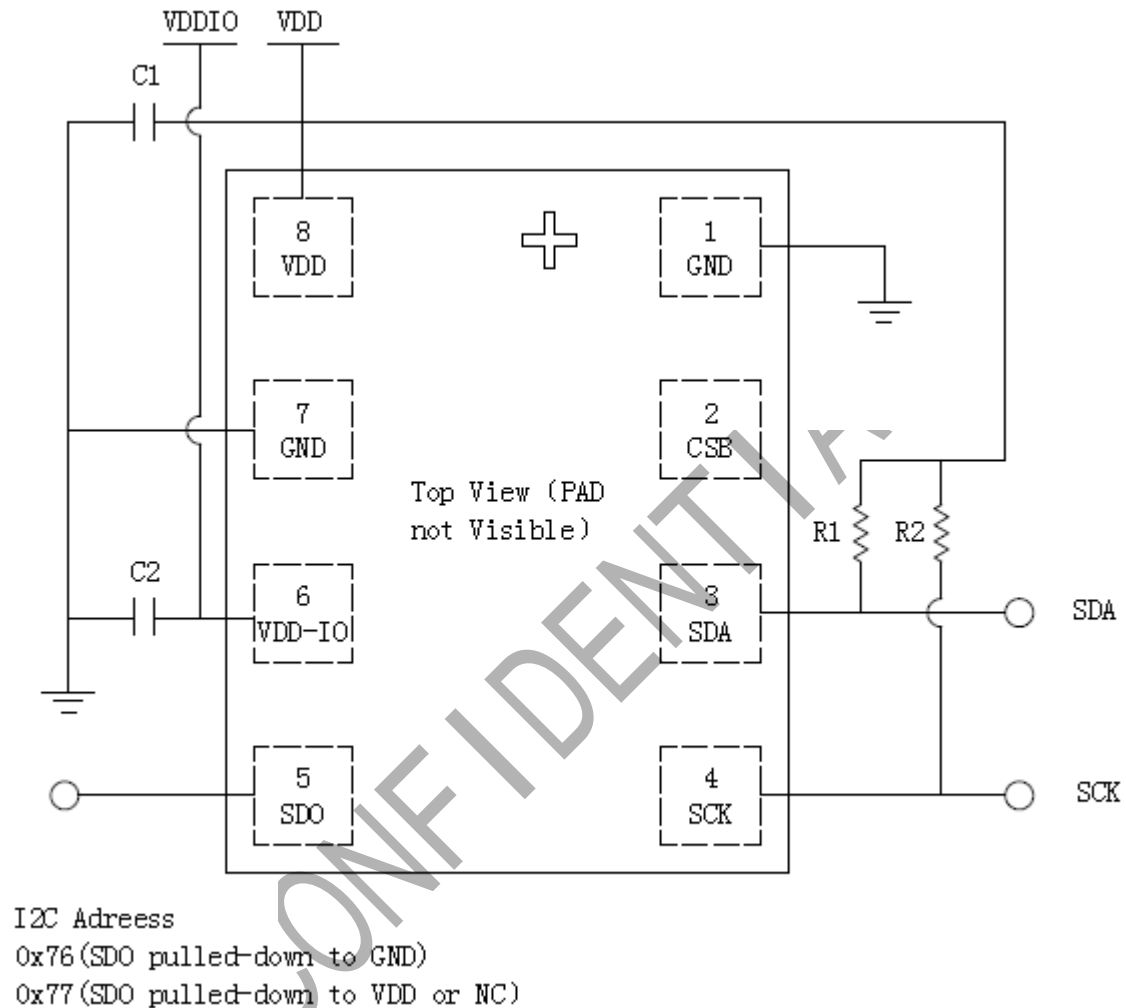 VDDIO VDD
C1
8
VDD
1
GND
7
GND
2
CSB
Top View (PAD
not Visible)
R1 R2
C2
6
VDD-IO
3
SDA
SDA
5
SDO
4
SCK
SCK
CONFIDENTIA
I2C Adreess
0x76(SDO pulled-down to GND)
0x77(SDO pulled-down to VDD or NC)